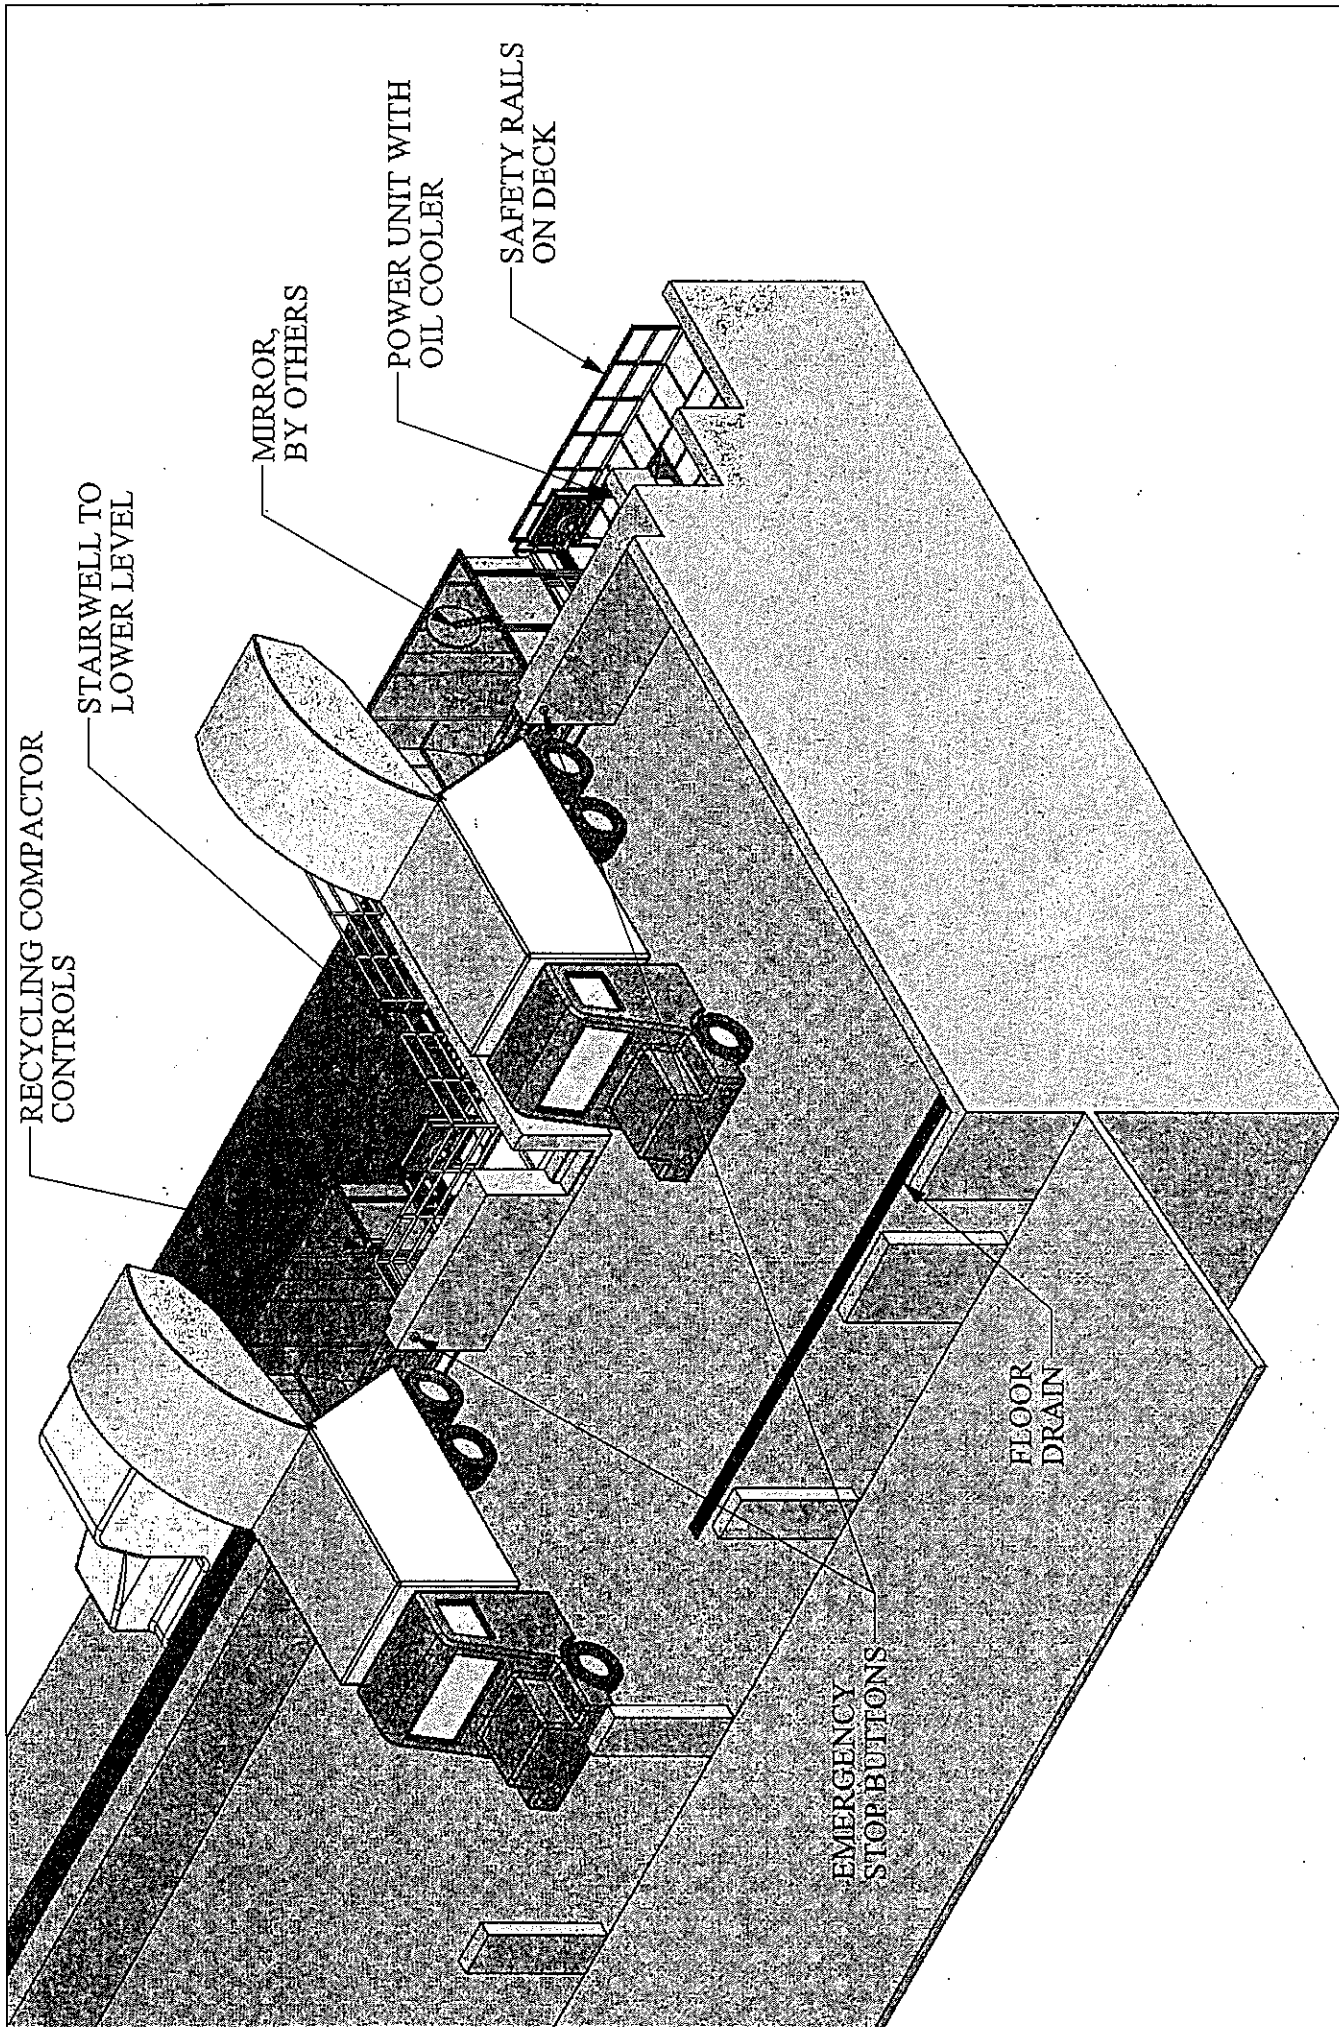 RECYCLING COMPACTOR
CONTROLS
STAIRWELL TO
LOWER LEVEL
MIRROR,
BY OTHERS
POWER UNIT WITH
OIL COOLER
SAFETY RAILS
ON DECK
EMERGENCY
STOP BUTTONS
FLOOR
DRAIN